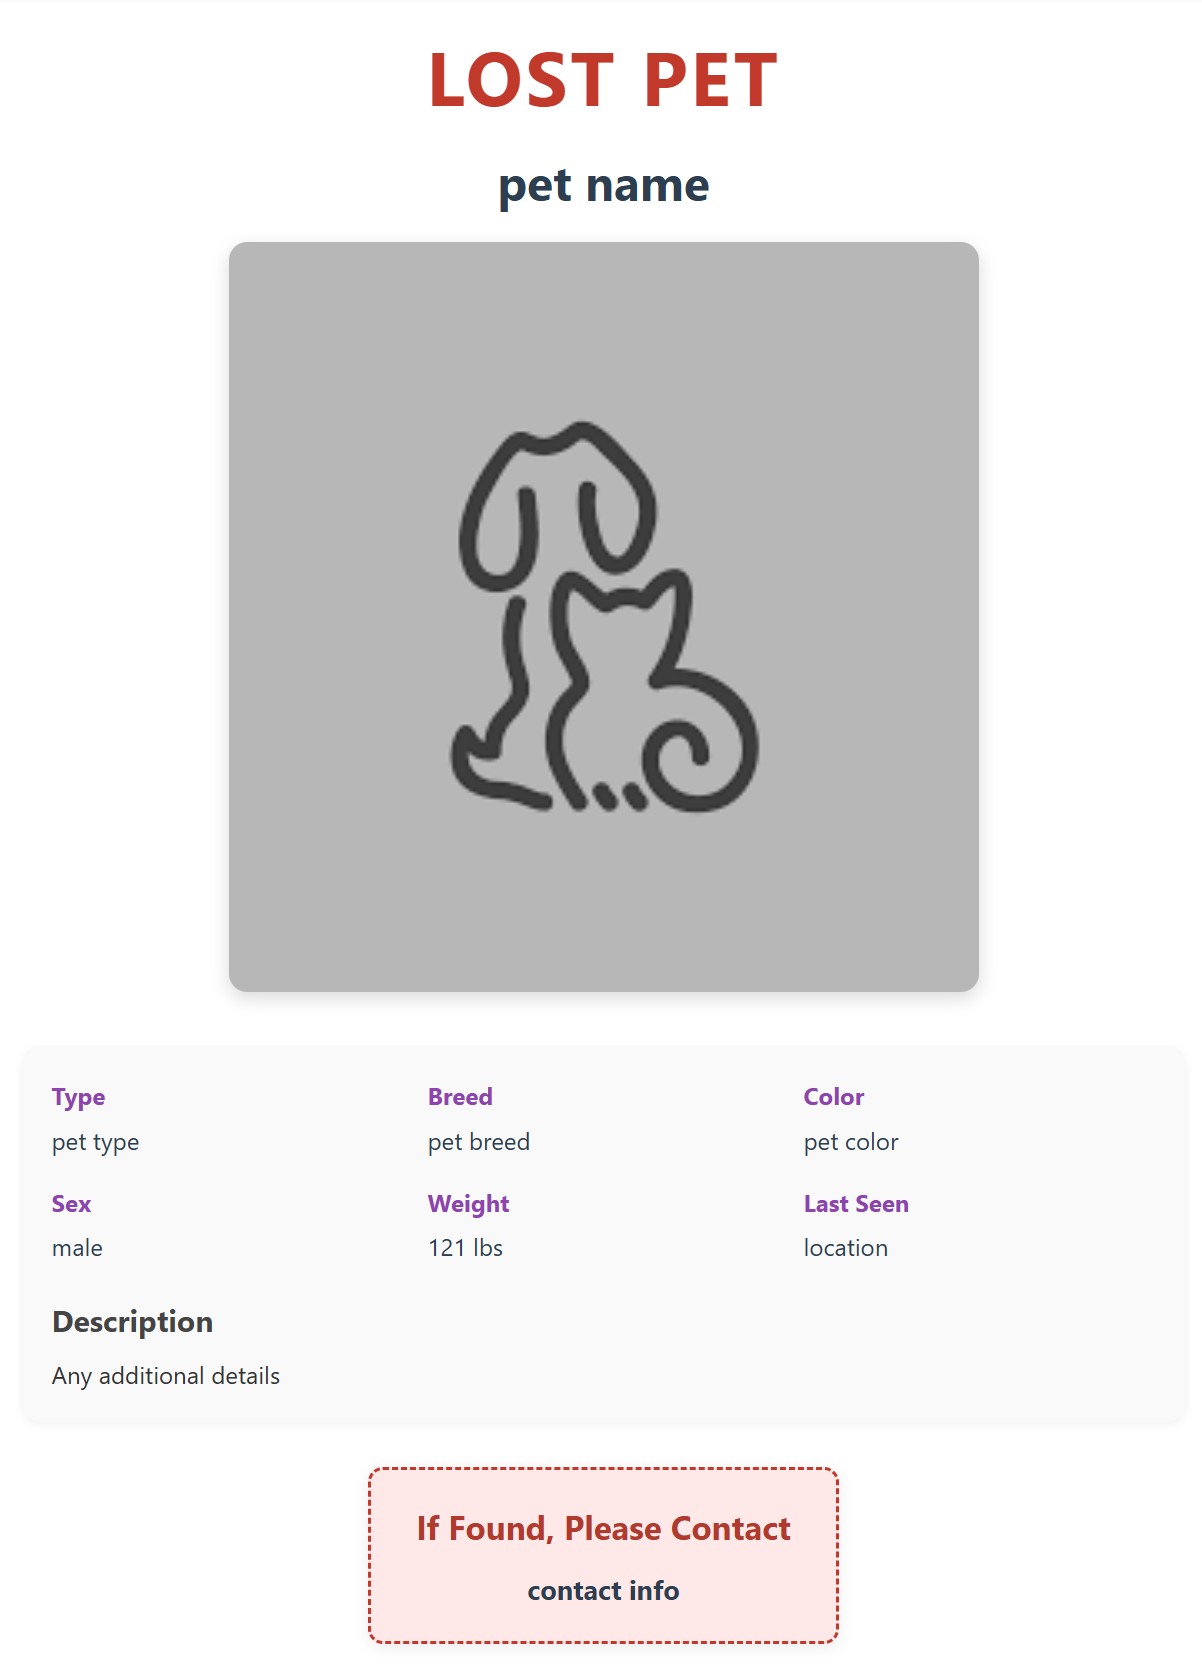 LOST PET
pet name
Type Breed Color
pet type pet breed pet color
Sex Weight Last Seen
male 121 lbs location
Description
Any additional details
If Found, Please Contact
contact info